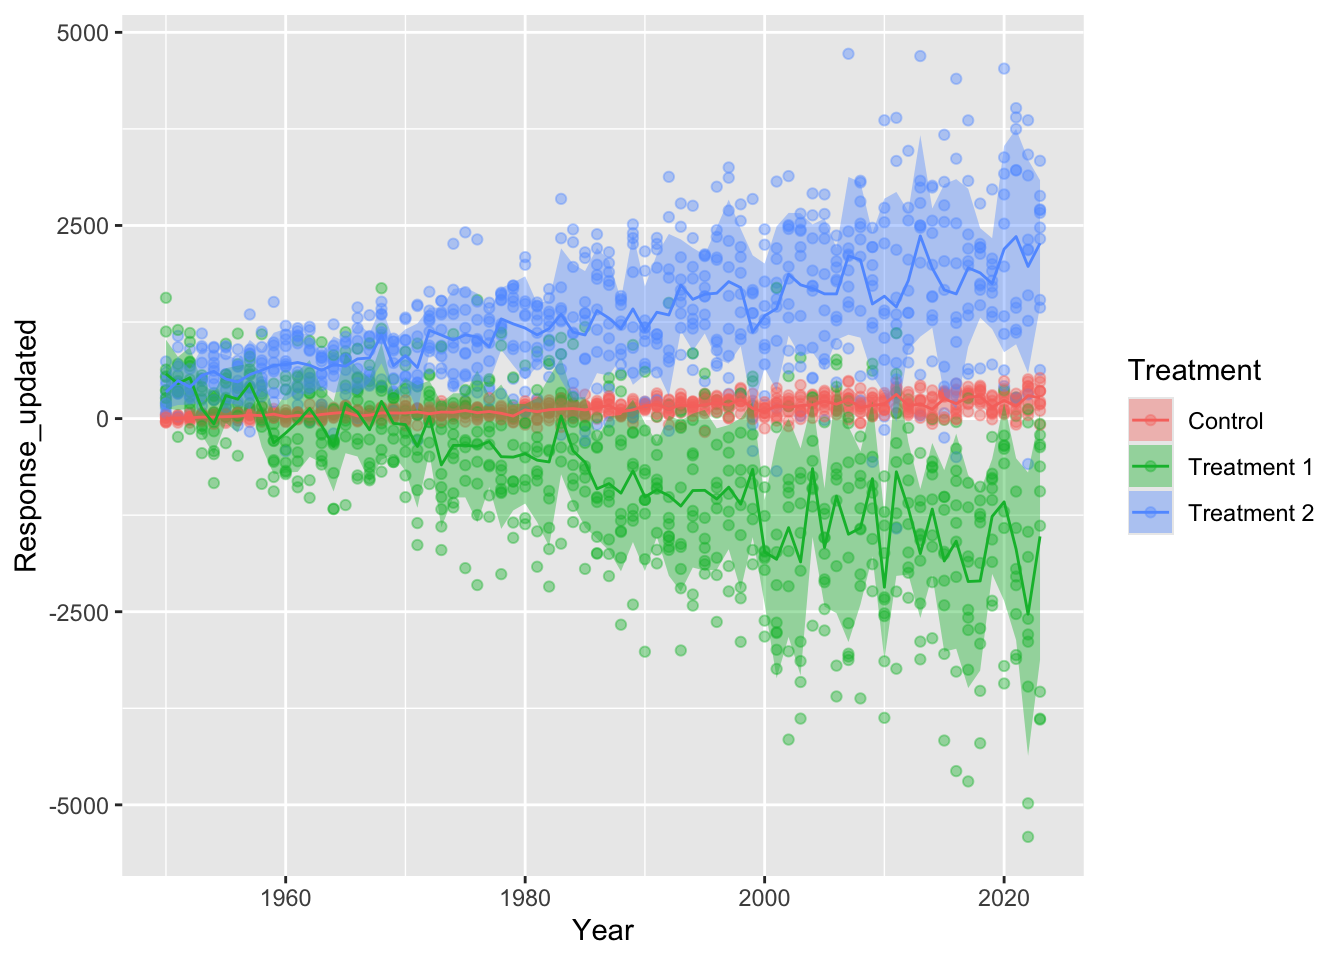 5000
2500
0
-2500
-5000
Response_updated
1960
1980
2000
2020
Year
Treatment
Control
Treatment 1
Treatment 2